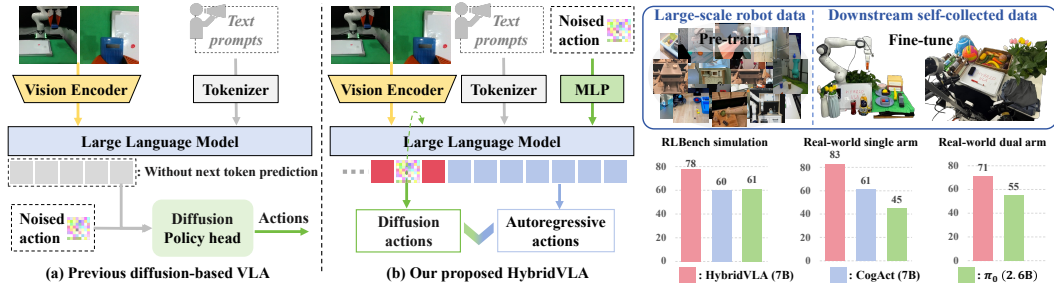 Text
prompts
Vision Encoder
Tokenizer
Large Language Model
: Without next token prediction
Noised
action
Diffusion
Policy head
Actions
(a) Previous diffusion-based VLA
(b)
Text
prompts
Noised
action
Vision Encoder
Tokenizer
MLP
Large Language Model
Diffusion
actions
Autoregressive
actions
(b) Our proposed HybridVLA
Large-scale robot data
Pre-train
Downstream self-collected data
Fine-tune
RLBench simulation
80
60
40
20
0
78
60
61
Real-world single arm
80
60
40
20
0
83
61
45
Real-world dual arm
80
60
40
20
0
71
55
: HybridVLA (7B)
: CogAct (7B)
: π₀ (2.6B)